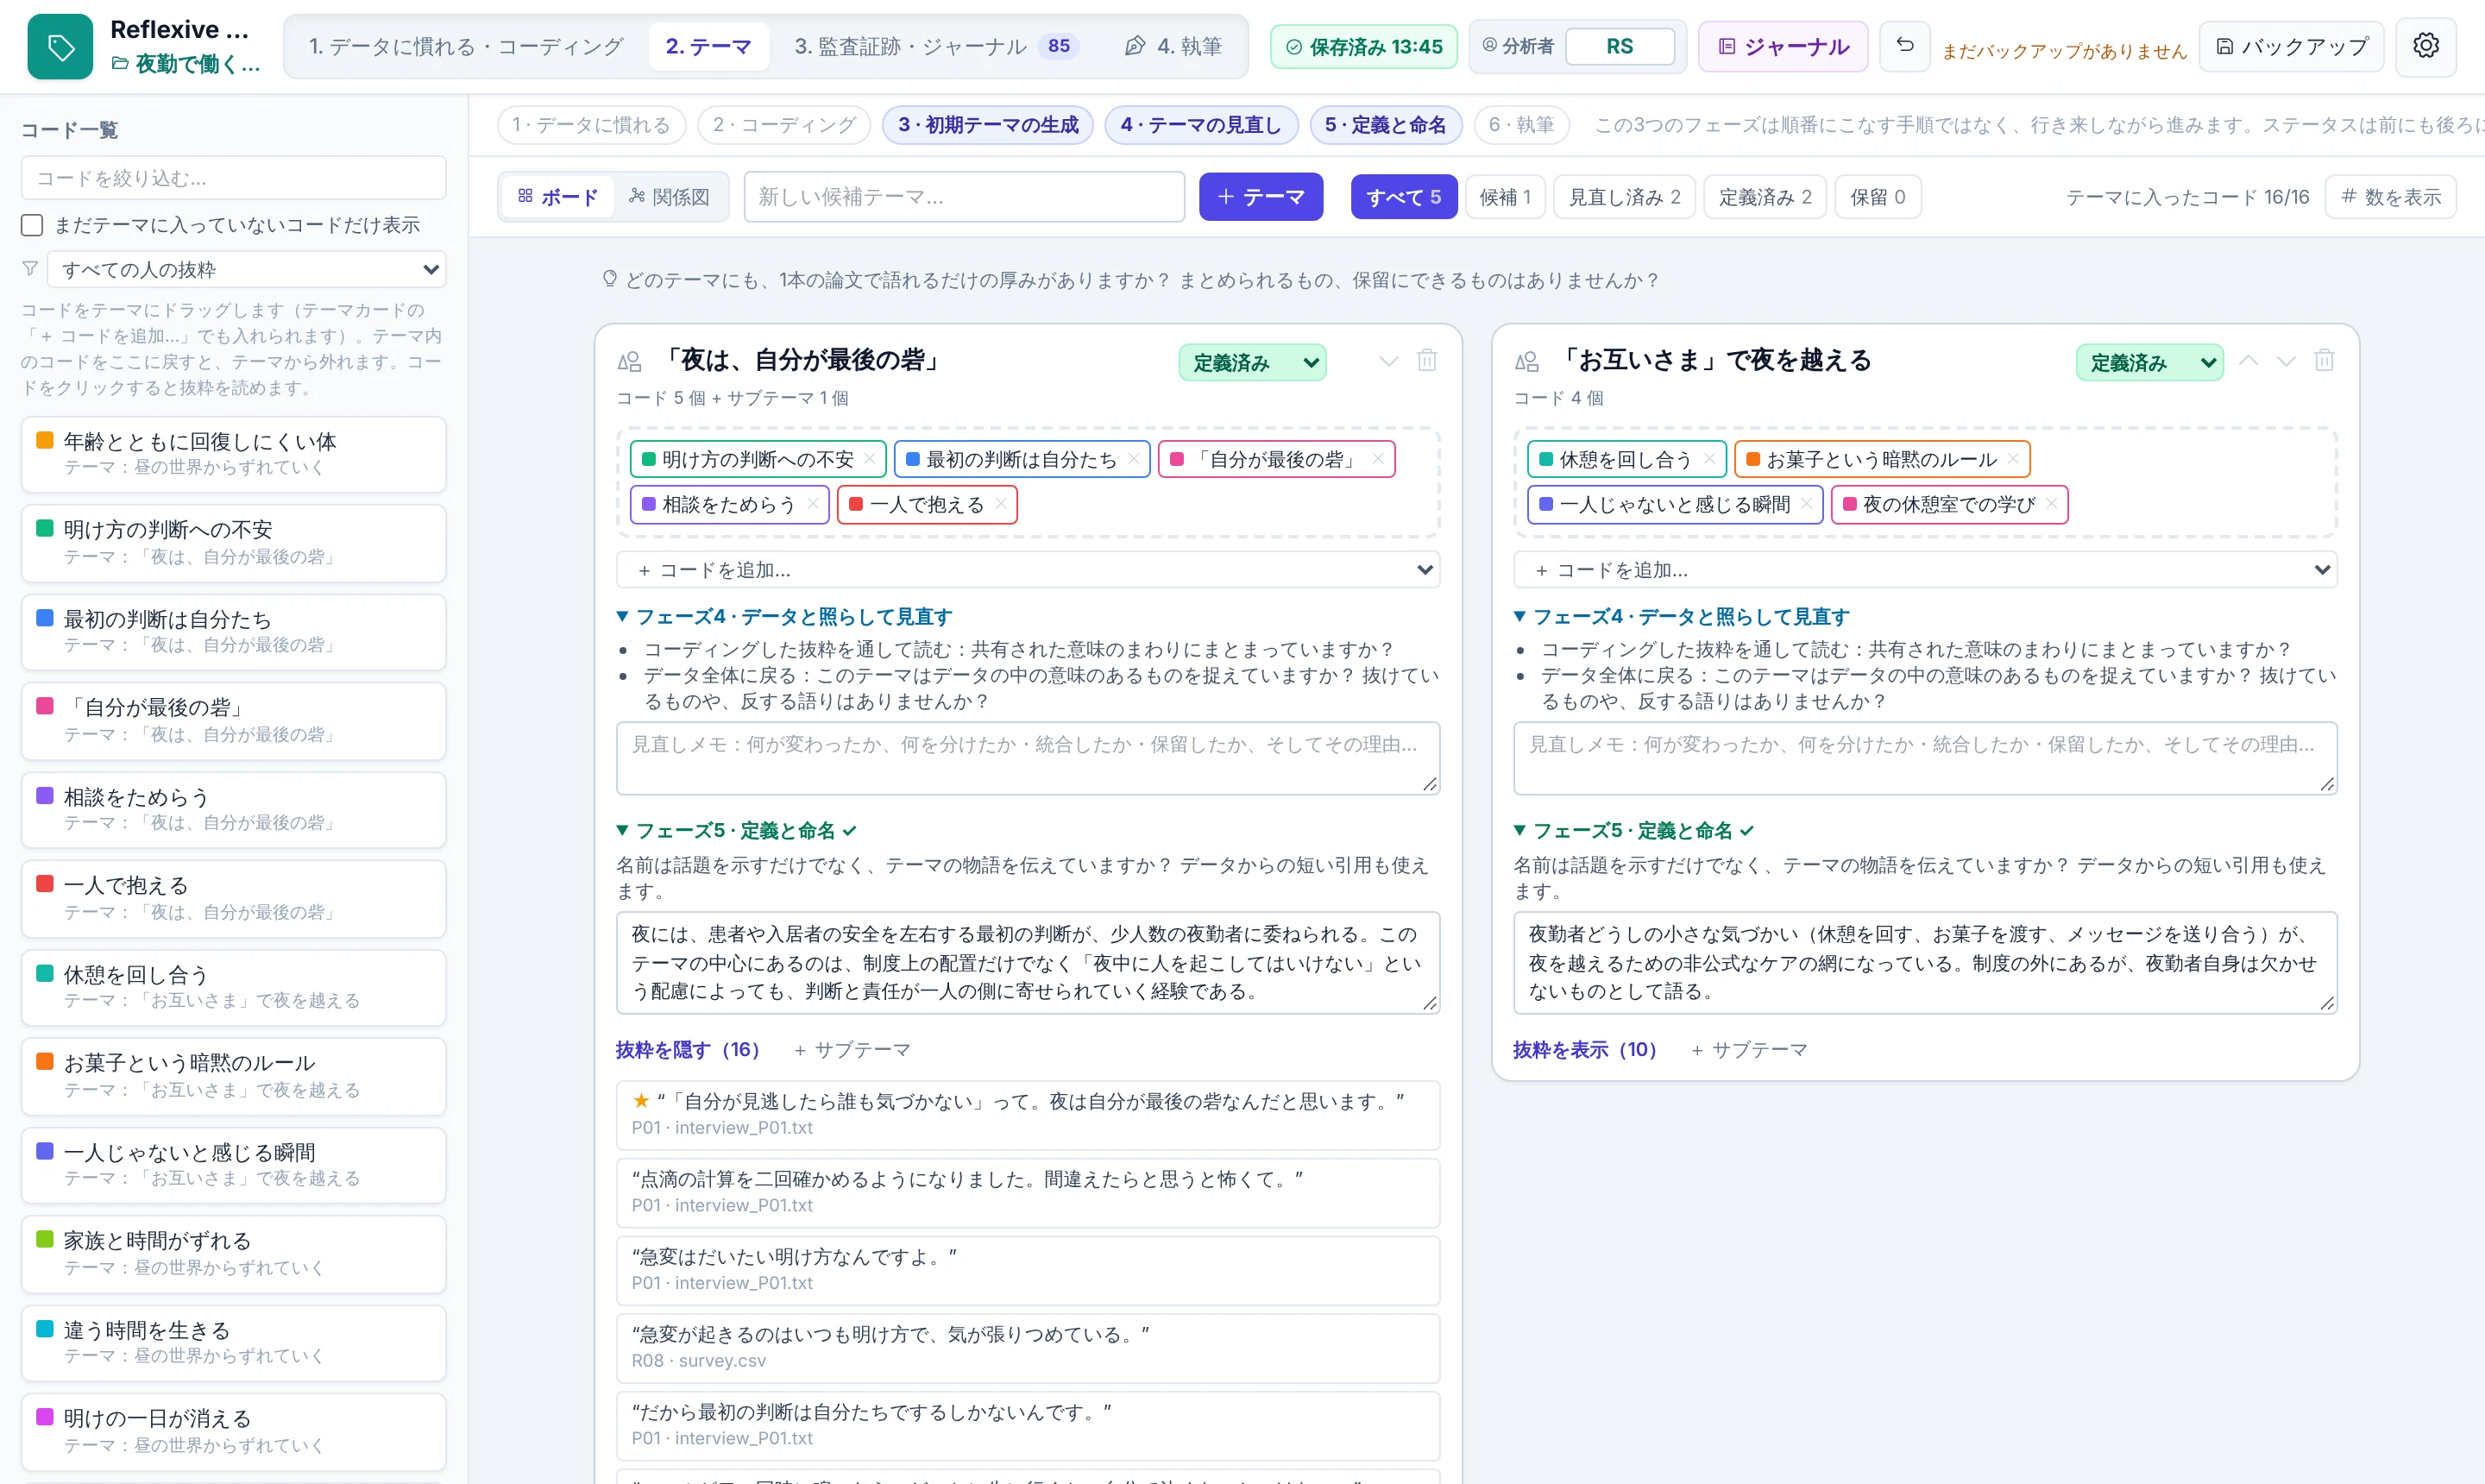 Reflexive ...
夜勤で働く...
1. データに慣れる・コーディング
2. テーマ
3. 監査証跡・ジャーナル 85
4. 執筆
保存済み 13:45
分析者 RS
ジャーナル
まだバックアップがありません
バックアップ
コード一覧
コードを絞り込む...
まだテーマに入っていないコードだけ表示
すべての人の抜粋
コードをテーマにドラッグします（テーマカードの
「+ コードを追加...」でも入れられます）。テーマ内
のコードをここに戻すと、テーマから外れます。コー
ドをクリックすると抜粋を読めます。
年齢とともに回復しにくい体
テーマ：昼の世界からずれていく
明け方の判断への不安
テーマ：「夜は、自分が最後の砦」
最初の判断は自分たち
テーマ：「夜は、自分が最後の砦」
「自分が最後の砦」
テーマ：「夜は、自分が最後の砦」
相談をためらう
テーマ：「夜は、自分が最後の砦」
一人で抱える
テーマ：「夜は、自分が最後の砦」
休憩を回し合う
テーマ：「お互いさま」で夜を越える
お菓子という暗黙のルール
テーマ：「お互いさま」で夜を越える
一人じゃないと感じる瞬間
テーマ：「お互いさま」で夜を越える
家族と時間がずれる
テーマ：昼の世界からずれていく
違う時間を生きる
テーマ：昼の世界からずれていく
明けの一日が消える
テーマ：昼の世界からずれていく
1 · データに慣れる
2 · コーディング
3 · 初期テーマの生成
4 · テーマの見直し
5 · 定義と命名
6 · 執筆
この3つのフェーズは順番にこなす手順ではなく、行き来しながら進みます。ステータスは前にも後ろに
ボード
関係図
新しい候補テーマ...
+ テーマ
すべて 5
候補 1
見直し済み 2
定義済み 2
保留 0
テーマに入ったコード 16/16
# 数を表示
どのテーマにも、1本の論文で語れるだけの厚みがありますか？ まとめられるもの、保留にできるものはありませんか？
「夜は、自分が最後の砦」
定義済み
コード 5 個 + サブテーマ 1 個
明け方の判断への不安 ×
最初の判断は自分たち ×
「自分が最後の砦」 ×
相談をためらう ×
一人で抱える ×
+ コードを追加...
▼ フェーズ4 · データと照らして見直す
• コーディングした抜粋を通して読む：共有された意味のまわりにまとまっていますか？
• データ全体に戻る：このテーマはデータの中の意味のあるものを捉えていますか？ 抜けてい
るものや、反する語りはありませんか？
見直しメモ：何が変わったか、何を分けたか・統合したか・保留したか、そしてその理由...
▼ フェーズ5 · 定義と命名 ✓
名前は話題を示すだけでなく、テーマの物語を伝えていますか？ データからの短い引用も使え
ます。
夜には、患者や入居者の安全を左右する最初の判断が、少人数の夜勤者に委ねられる。この
テーマの中心にあるのは、制度上の配置だけでなく「夜中に人を起こしてはいけない」とい
う配慮によっても、判断と責任が一人の側に寄せられていく経験である。
抜粋を隠す（16）
+ サブテーマ
★ “「自分が見逃したら誰も気づかない」って。夜は自分が最後の砦なんだと思います。”
P01 · interview_P01.txt
“点滴の計算を二回確かめるようになりました。間違えたらと思うと怖くて。”
P01 · interview_P01.txt
“急変はだいたい明け方なんですよ。”
P01 · interview_P01.txt
“急変が起きるのはいつも明け方で、気が張りつめている。”
R08 · survey.csv
“だから最初の判断は自分たちでするしかないんです。”
P01 · interview_P01.txt
「お互いさま」で夜を越える
定義済み
コード 4 個
休憩を回し合う ×
お菓子という暗黙のルール ×
一人じゃないと感じる瞬間 ×
夜の休憩室での学び ×
+ コードを追加...
▼ フェーズ4 · データと照らして見直す
• コーディングした抜粋を通して読む：共有された意味のまわりにまとまっていますか？
• データ全体に戻る：このテーマはデータの中の意味のあるものを捉えていますか？ 抜けてい
るものや、反する語りはありませんか？
見直しメモ：何が変わったか、何を分けたか・統合したか・保留したか、そしてその理由...
▼ フェーズ5 · 定義と命名 ✓
名前は話題を示すだけでなく、テーマの物語を伝えていますか？ データからの短い引用も使え
ます。
夜勤者どうしの小さな気づかい（休憩を回す、お菓子を渡す、メッセージを送り合う）が、
夜を越えるための非公式なケアの網になっている。制度の外にあるが、夜勤者自身は欠かせ
ないものとして語る。
抜粋を表示（10）
+ サブテーマ